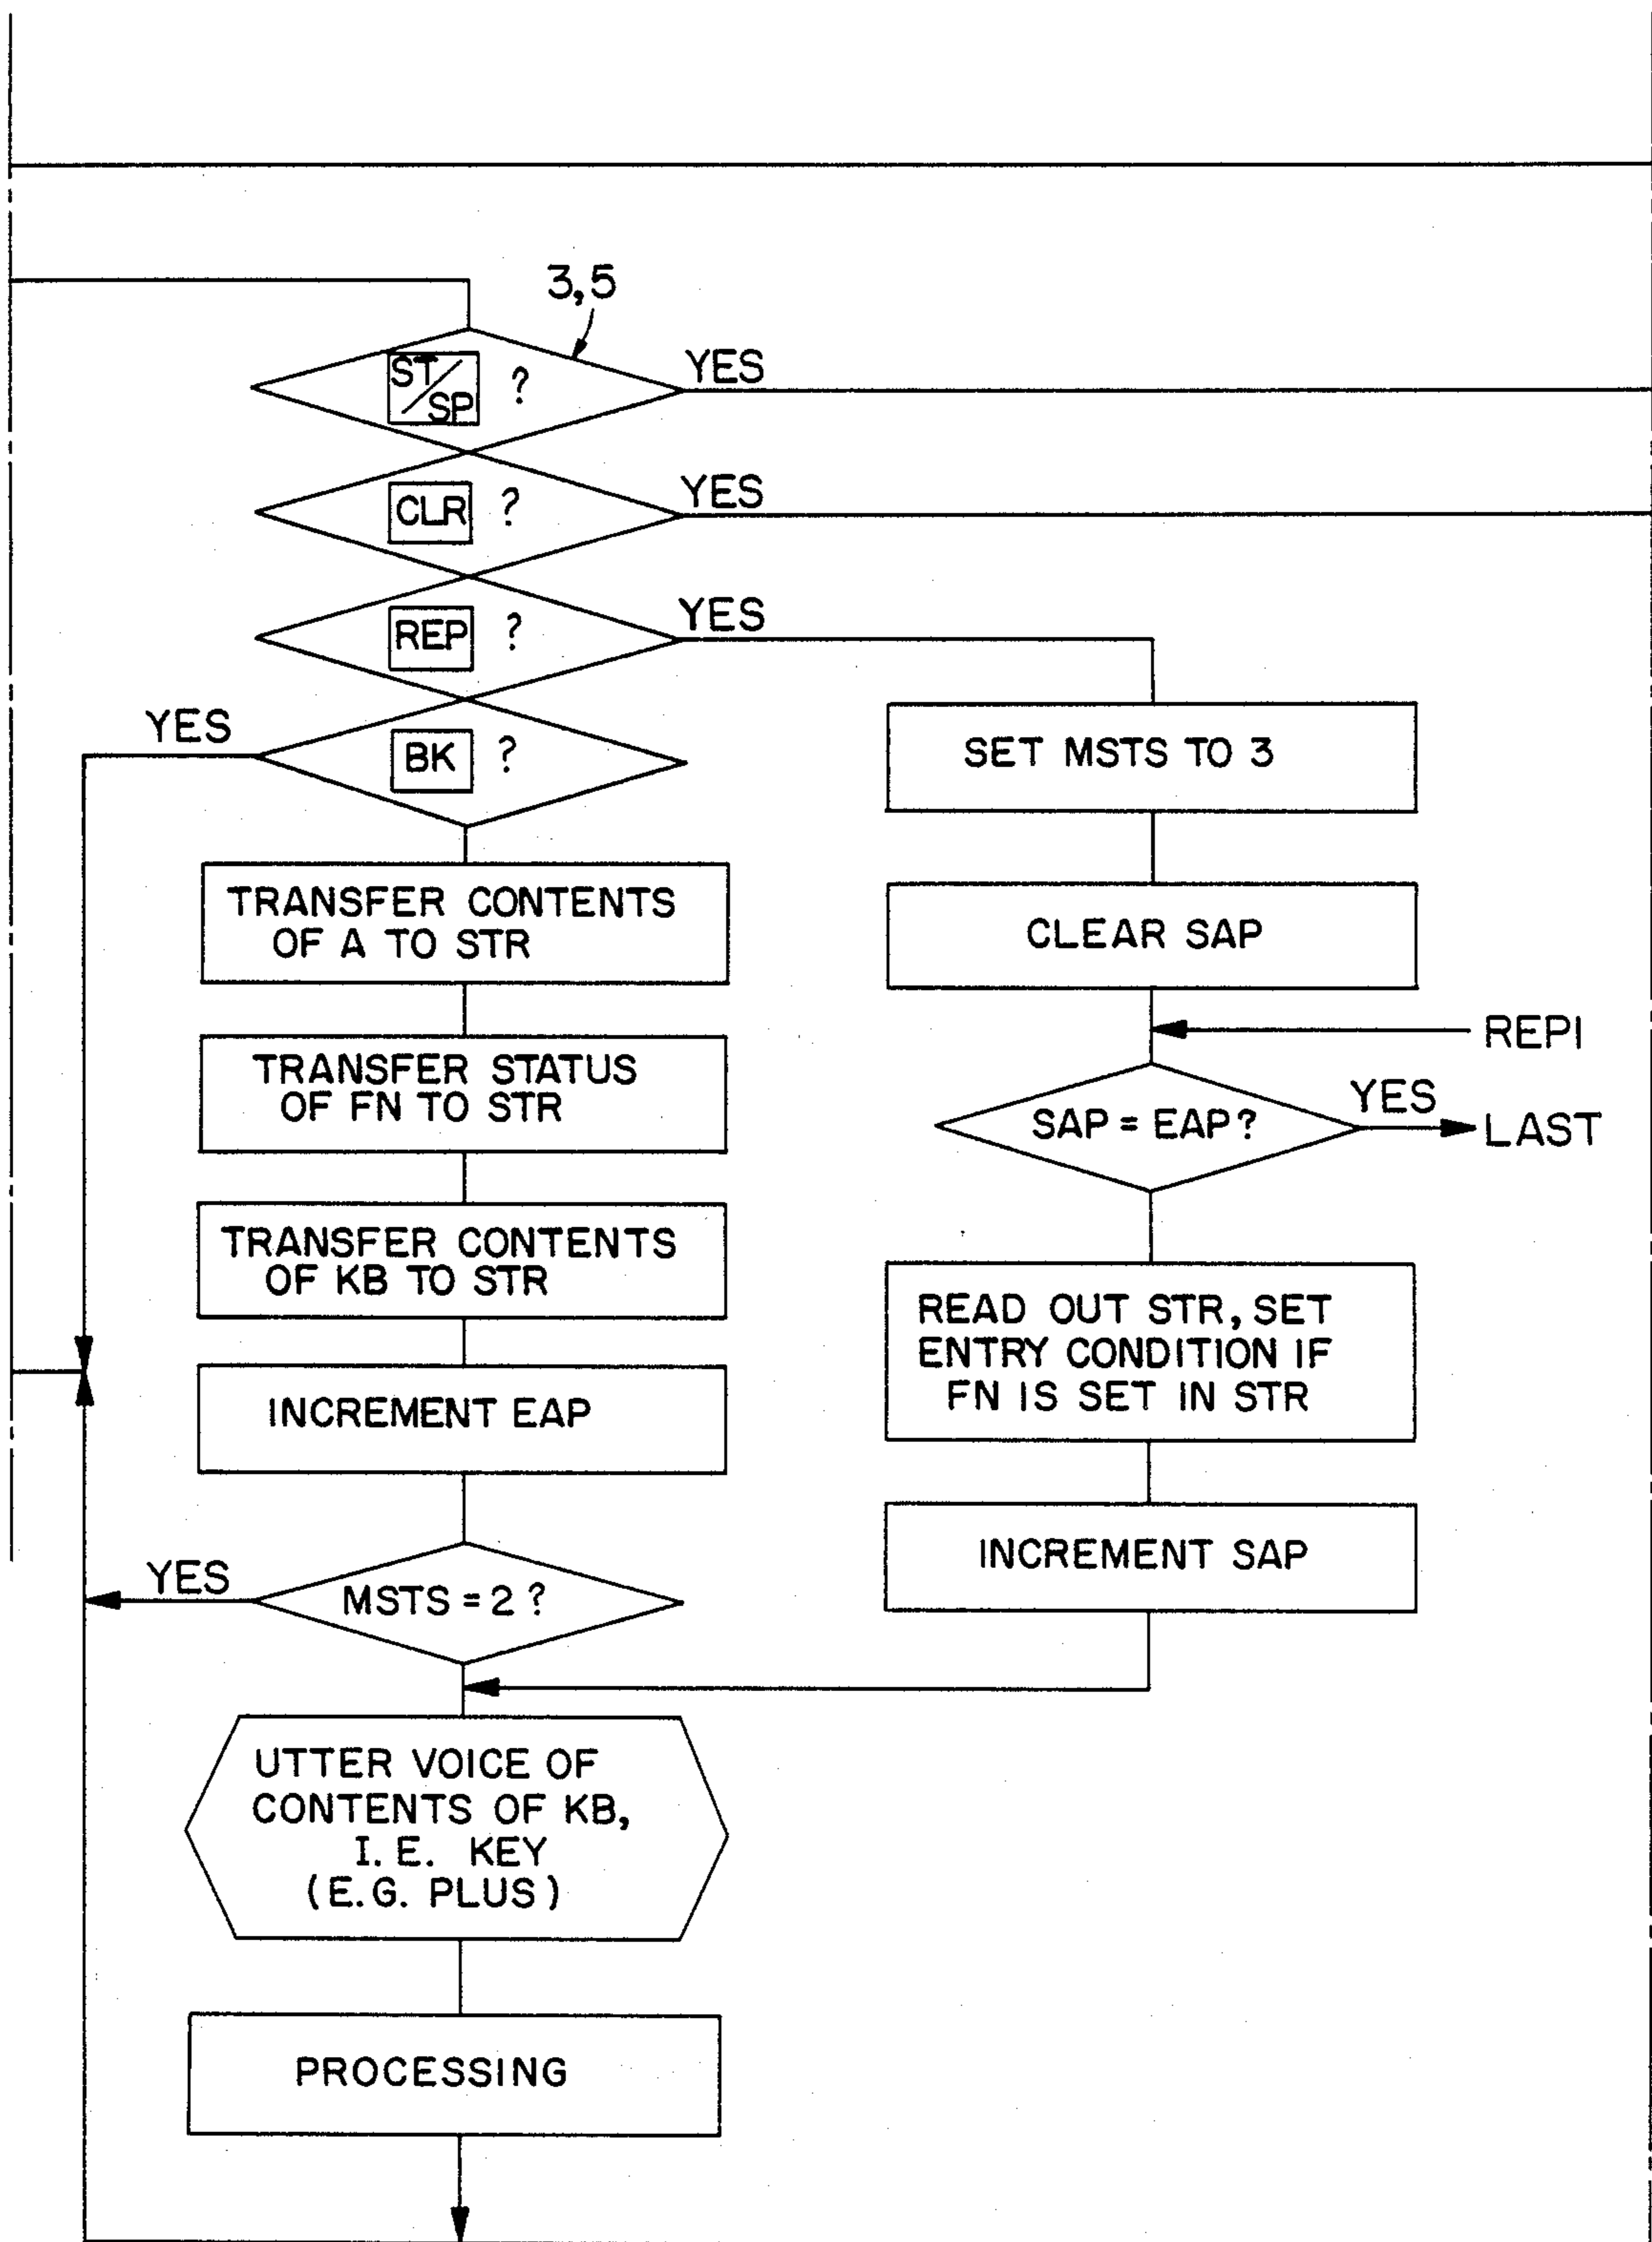 3,5
ST/SP ?
YES
CLR ?
YES
REP ?
YES
YES
BK ?
SET MSTS TO 3
TRANSFER CONTENTS
OF A TO STR
CLEAR SAP
REPI
TRANSFER STATUS
OF FN TO STR
SAP = EAP?
YES
LAST
TRANSFER CONTENTS
OF KB TO STR
READ OUT STR, SET
ENTRY CONDITION IF
FN IS SET IN STR
INCREMENT EAP
INCREMENT SAP
YES
MSTS = 2 ?
UTTER VOICE OF
CONTENTS OF KB,
I. E. KEY
(E.G. PLUS)
PROCESSING